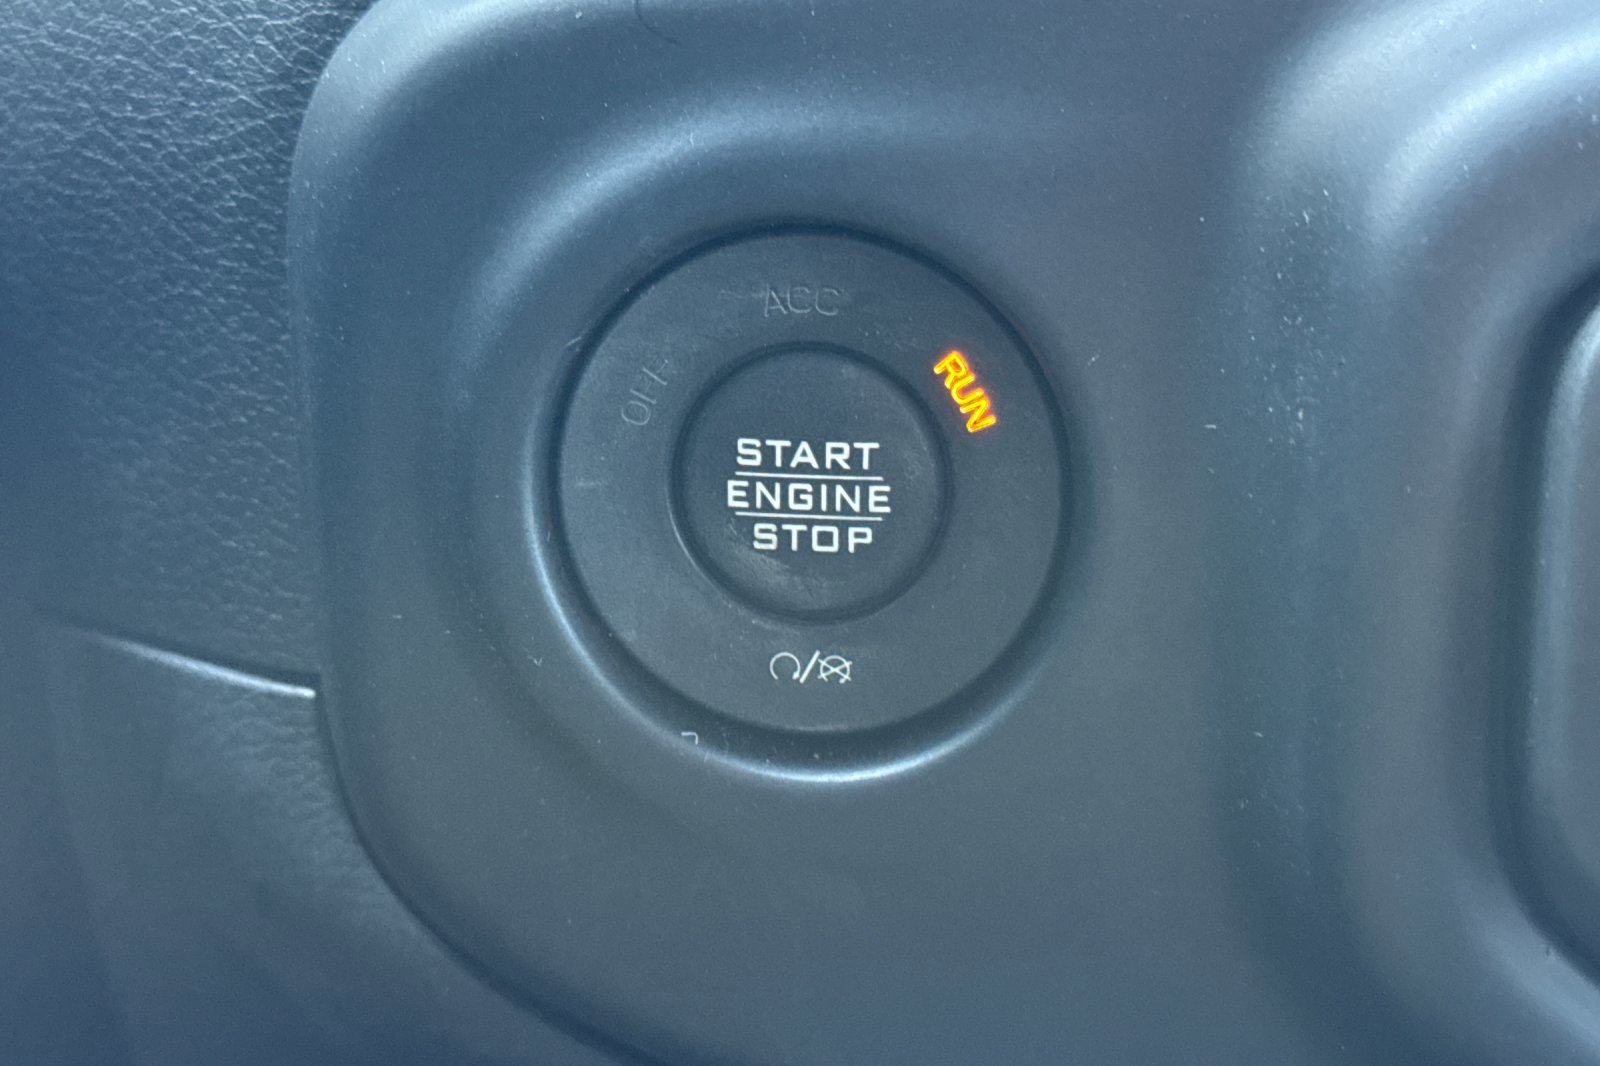 ACC
OFF
RUN
START
ENGINE
STOP